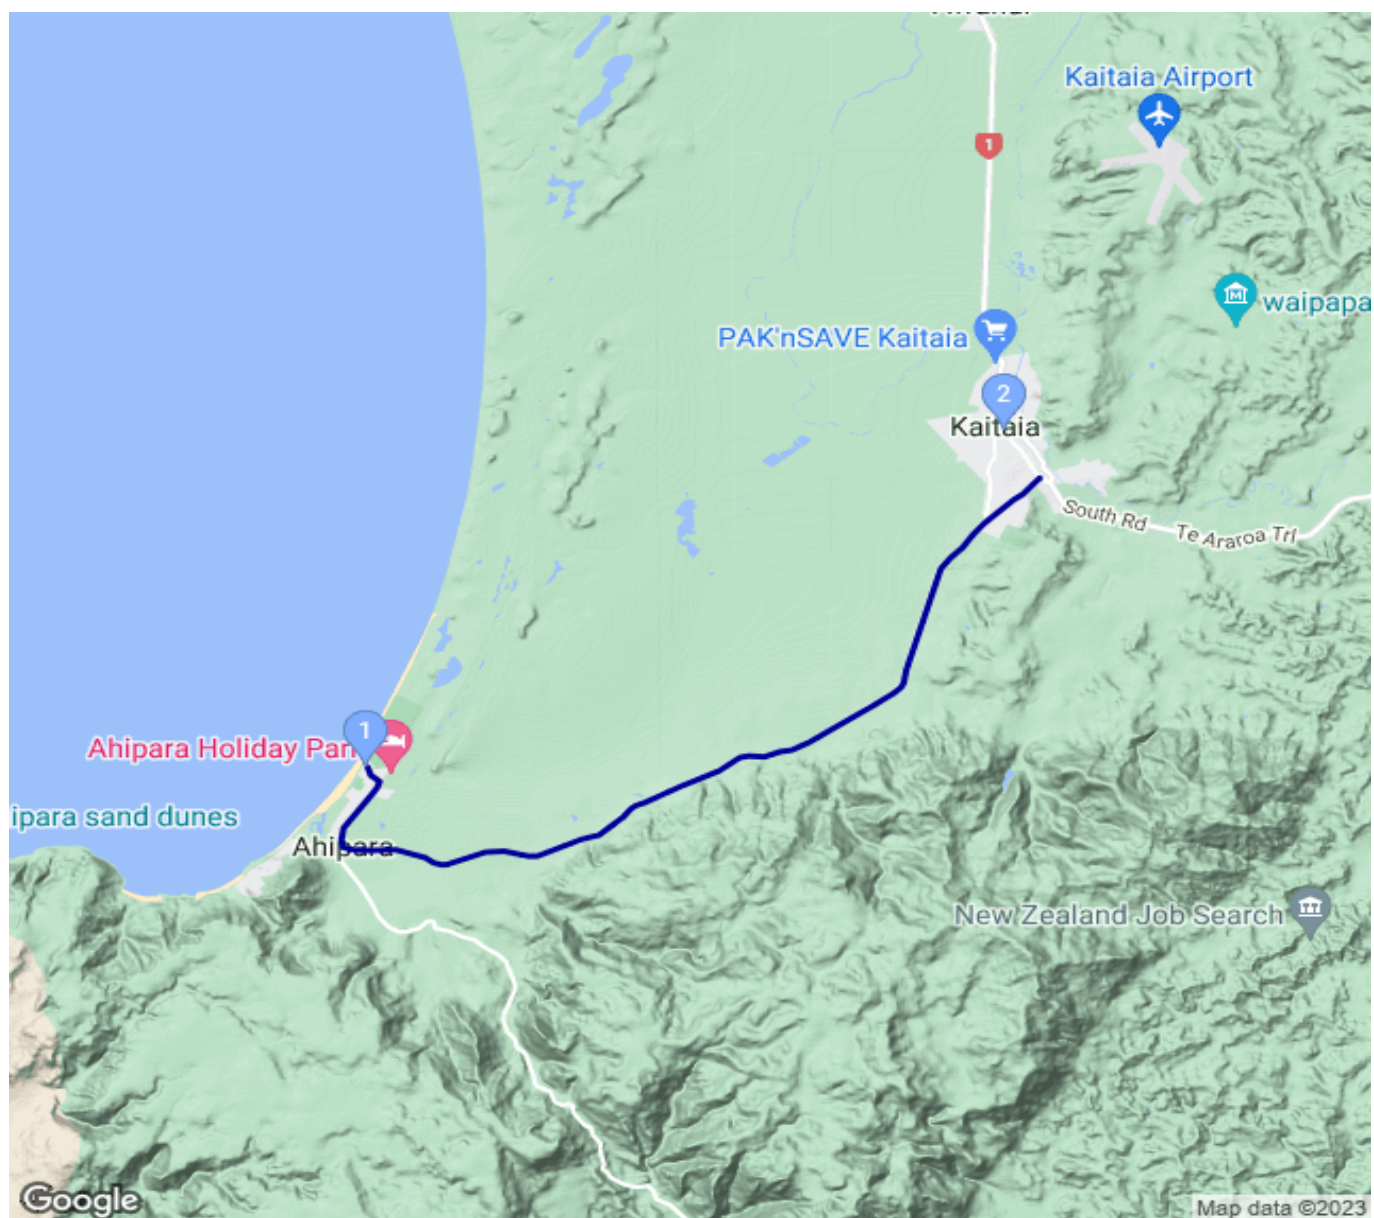 Kaitaia Airport
1
waipapa
PAK'nSAVE Kaitaia
2
Kaitaia
South Rd
Te Araroa Trl
1
Ahipara Holiday Par
ipara sand dunes
Ahipara
New Zealand Job Search
Google
Map data ©2023